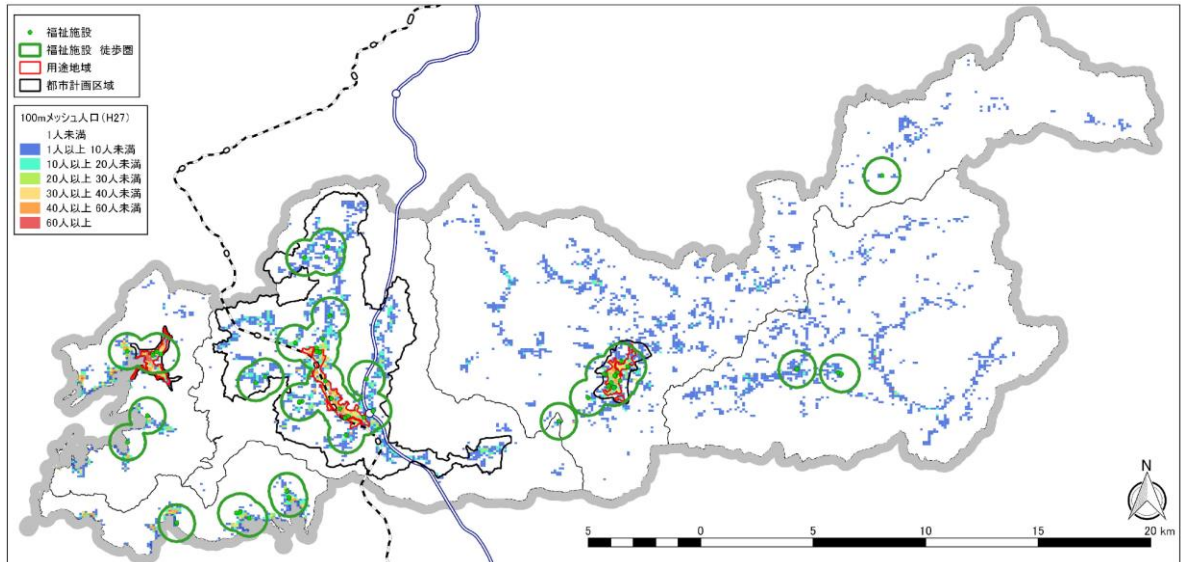 福祉施設
福祉施設 徒歩圏
用途地域
都市計画区域
100mメッシュ人口(H27)
1人未満
1人以上 10人未満
10人以上 20人未満
20人以上 30人未満
30人以上 40人未満
40人以上 60人未満
60人以上
N
5 0 5 10 15 20 km